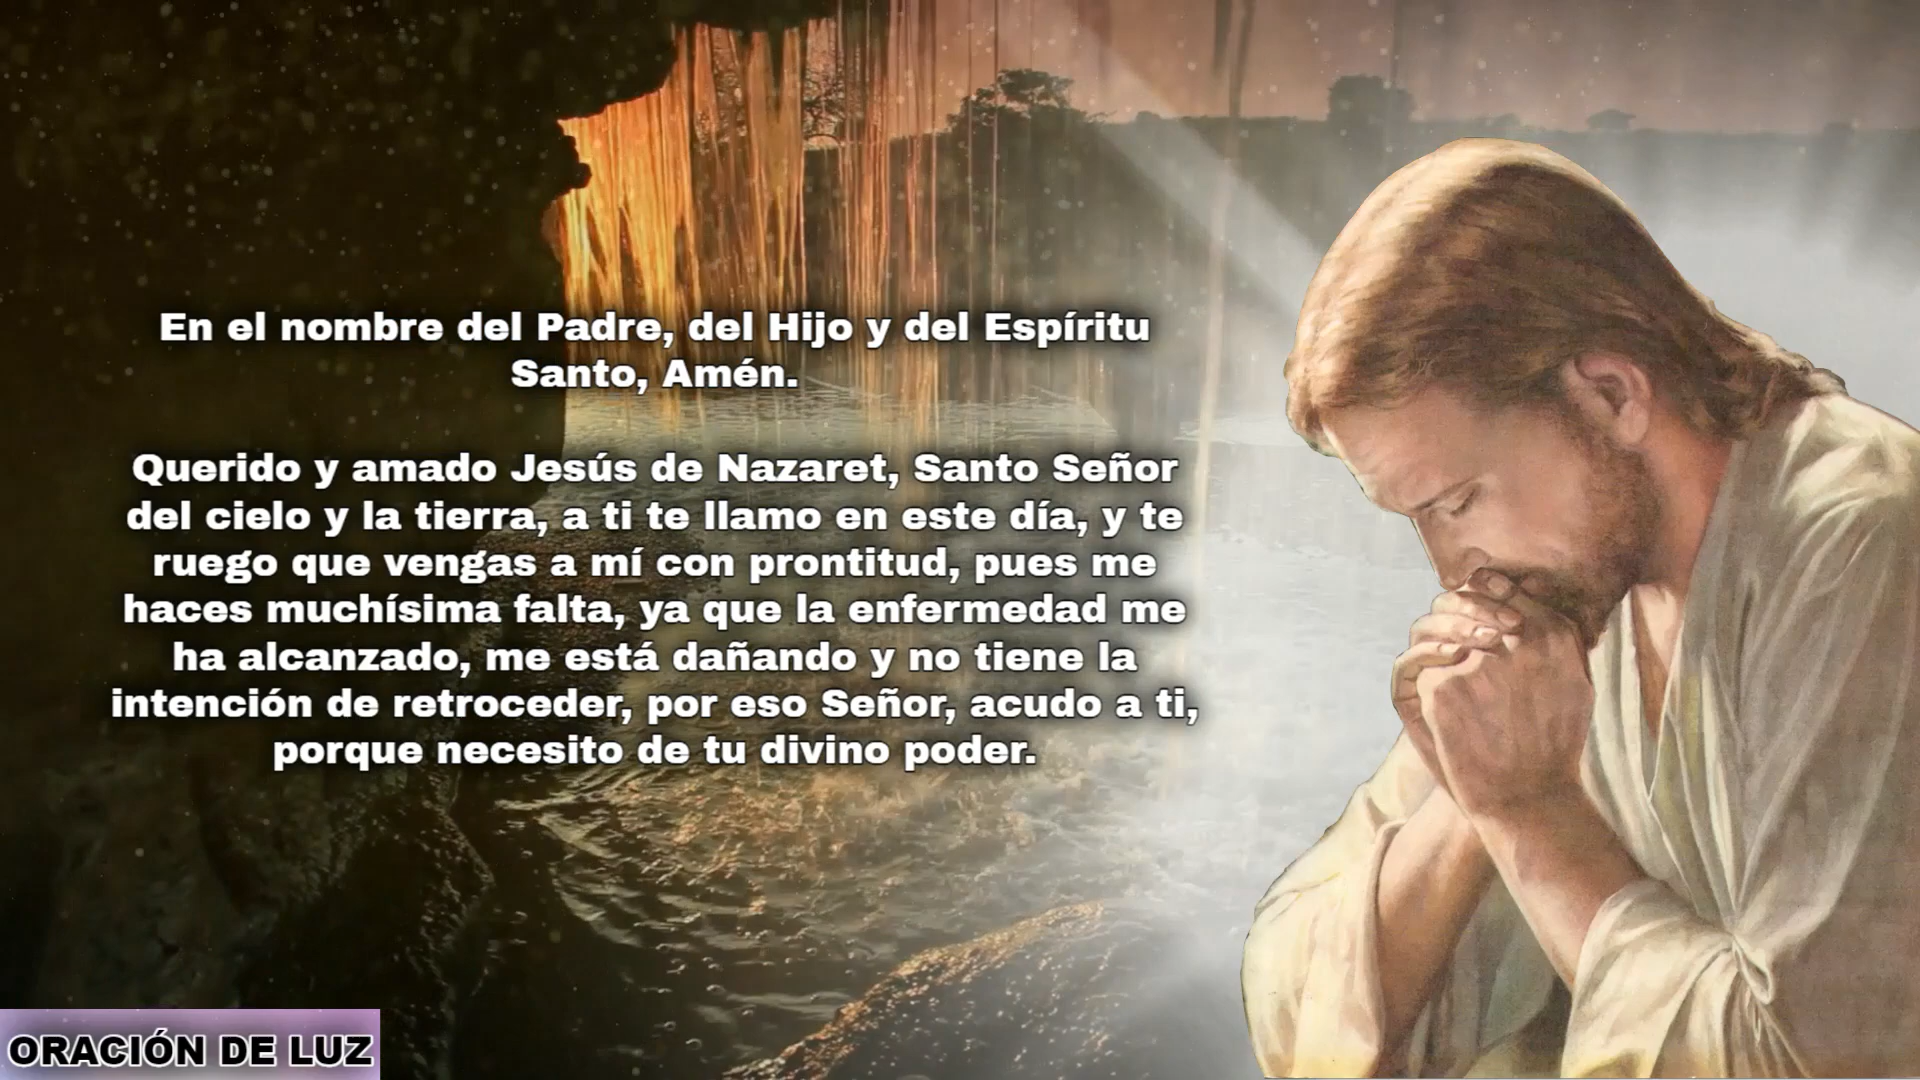 En el nombre del Padre, del Hijo y del Espíritu
Santo, Amén.
Querido y amado Jesús de Nazaret, Santo Señor
del cielo y la tierra, a ti te llamo en este día, y te
ruego que vengas a mí con prontitud, pues me
haces muchísima falta, ya que la enfermedad me
ha alcanzado, me está dañando y no tiene la
intención de retroceder, por eso Señor, acudo a ti,
porque necesito de tu divino poder.
ORACIÓN DE LUZ